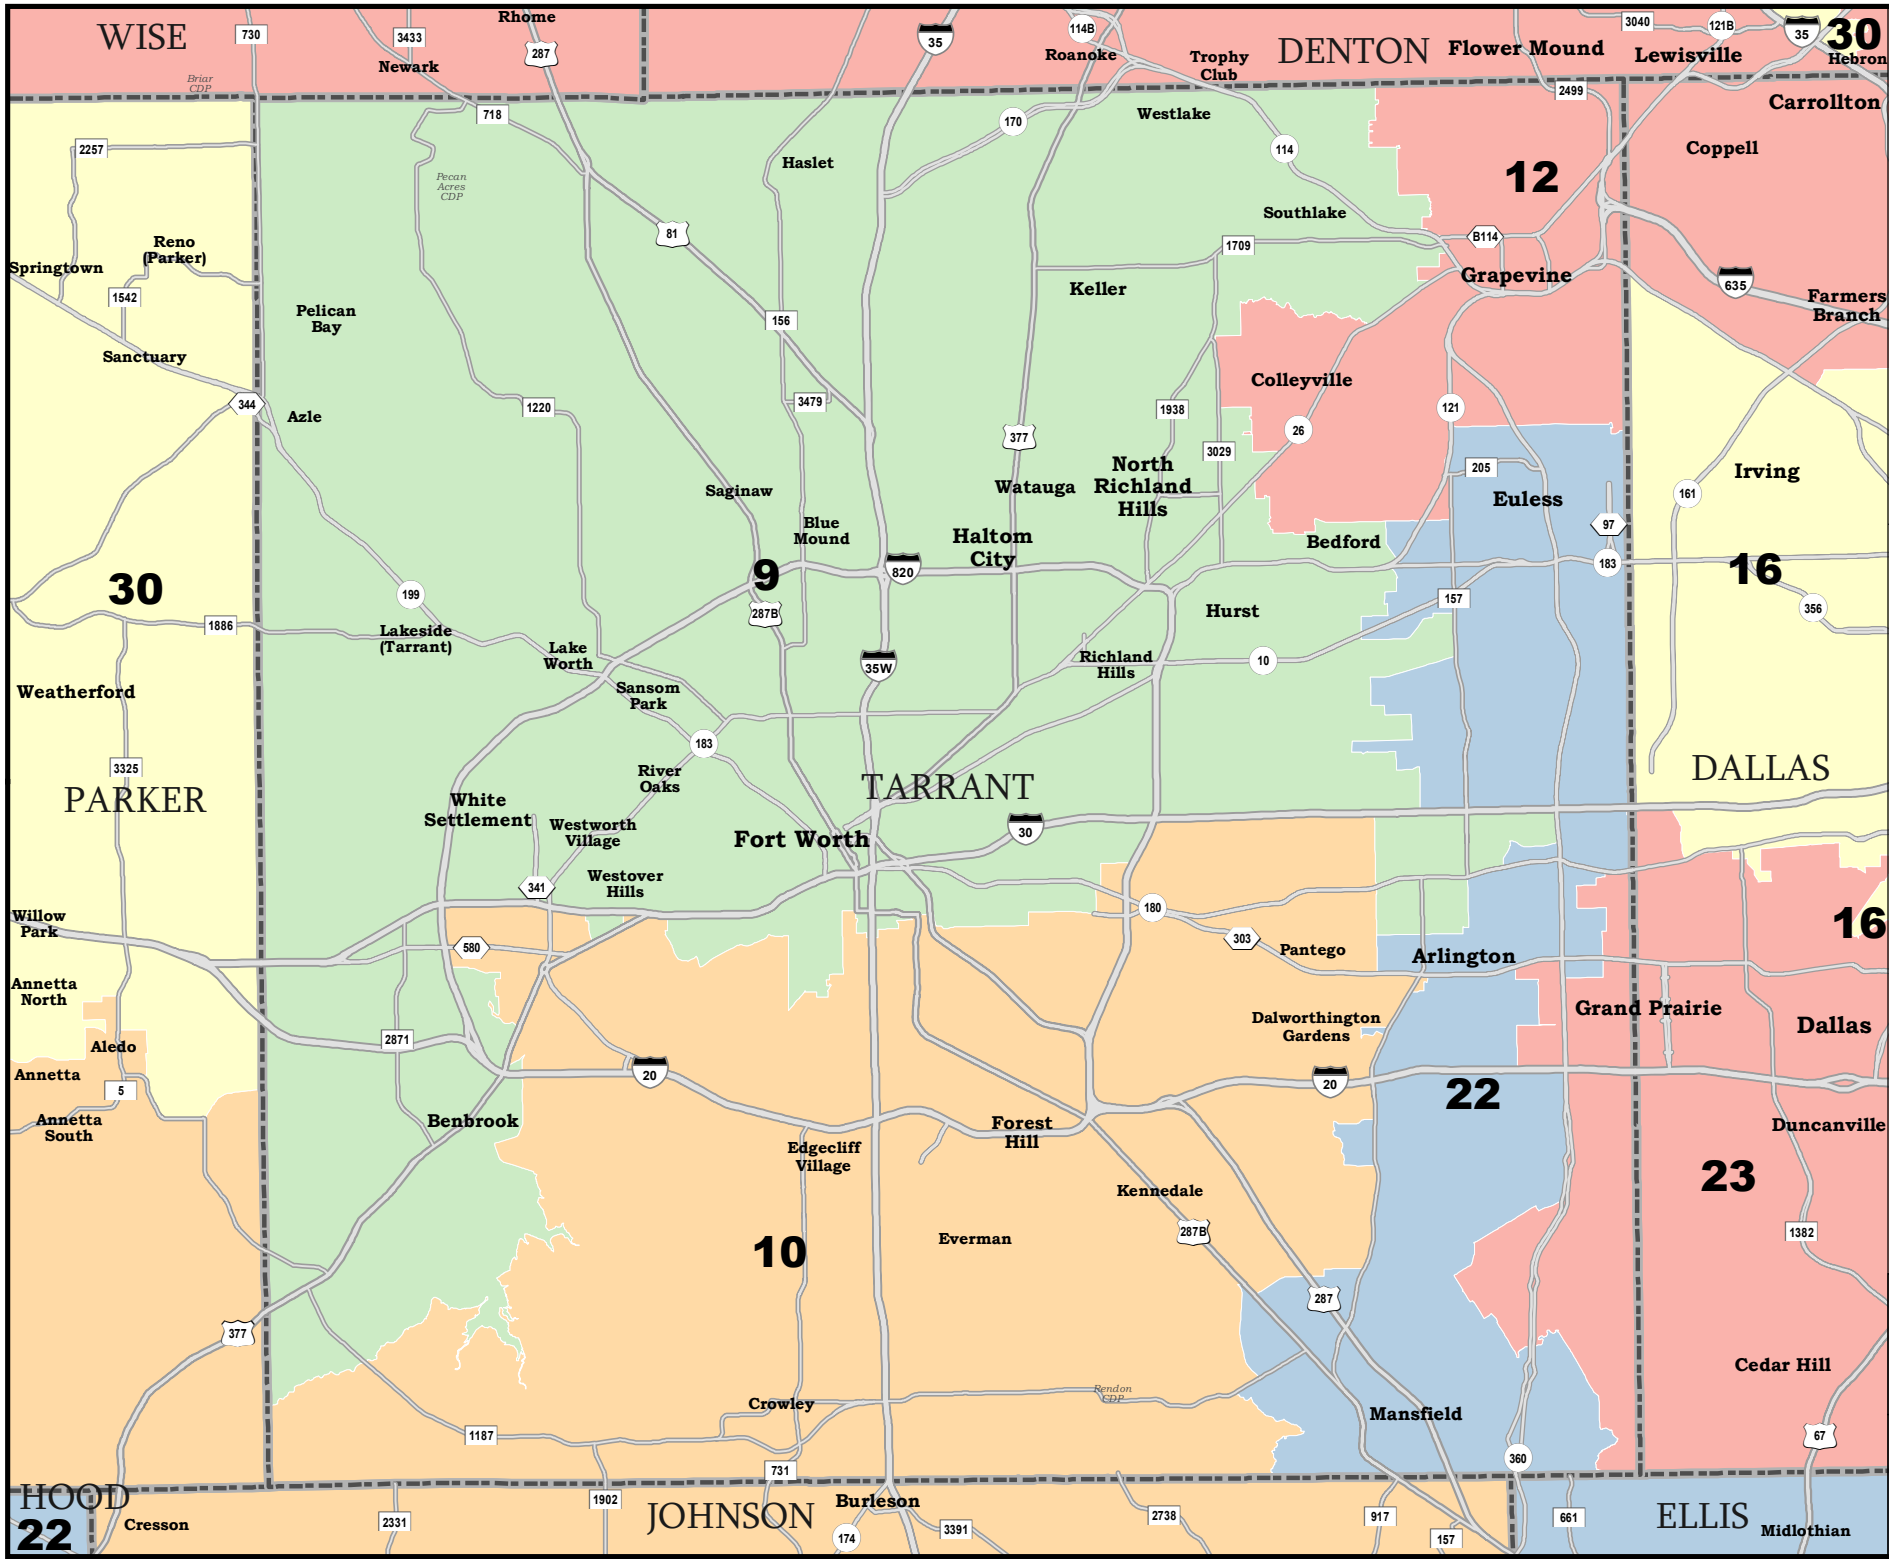 WISE
730
3433
Rhome
287
Newark
Briar
CDP
35
114B
Roanoke
Trophy
Club
DENTON
Flower Mound
3040
121B
Lewisville
35
30
Hebron
2499
Carrollton
718
170
Westlake
114
Coppell
2257
Haslet
12
Pecan
Acres
CDP
Southlake
81
B114
1709
Reno
(Parker)
Springtown
1542
Grapevine
635
Keller
Farmers
Branch
Pelican
Bay
156
Sanctuary
Colleyville
344
Azle
1220
3479
1938
121
26
377
3029
205
Irving
North
Richland
Hills
Watauga
Saginaw
Euless
161
Blue
Mound
97
Haltom
City
Bedford
183
820
9
16
30
199
287B
157
356
Hurst
1886
Lakeside
(Tarrant)
Lake
Worth
35W
Richland
Hills
10
Weatherford
Sansom
Park
183
3325
River
Oaks
TARRANT
DALLAS
PARKER
White
Settlement
Westworth
Village
30
Fort Worth
341
Westover
Hills
180
Willow
Park
580
303
Pantego
Arlington
16
Annetta
North
Grand Prairie
Dalworthington
Gardens
Dallas
2871
Aledo
Annetta
20
20
5
22
Annetta
South
Benbrook
Forest
Hill
Duncanville
Edgecliff
Village
23
Kennedale
287B
1382
Everman
10
287
377
Cedar Hill
Rendon
CDP
Crowley
Mansfield
1187
67
360
731
HOOD
22
Cresson
2331
1902
JOHNSON
Burleson
174
3391
2738
917
157
661
ELLIS
Midlothian